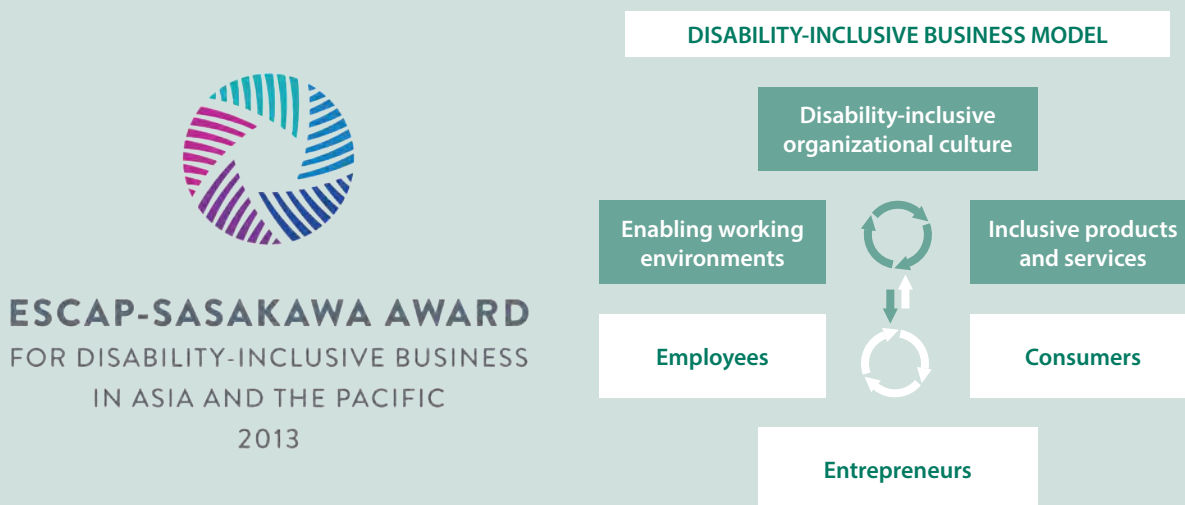 ESCAP-SASAKAWA AWARD
FOR DISABILITY-INCLUSIVE BUSINESS
IN ASIA AND THE PACIFIC
2013
DISABILITY-INCLUSIVE BUSINESS MODEL
Disability-inclusive
organizational culture
Enabling working
environments
Inclusive products
and services
Employees
Consumers
Entrepreneurs